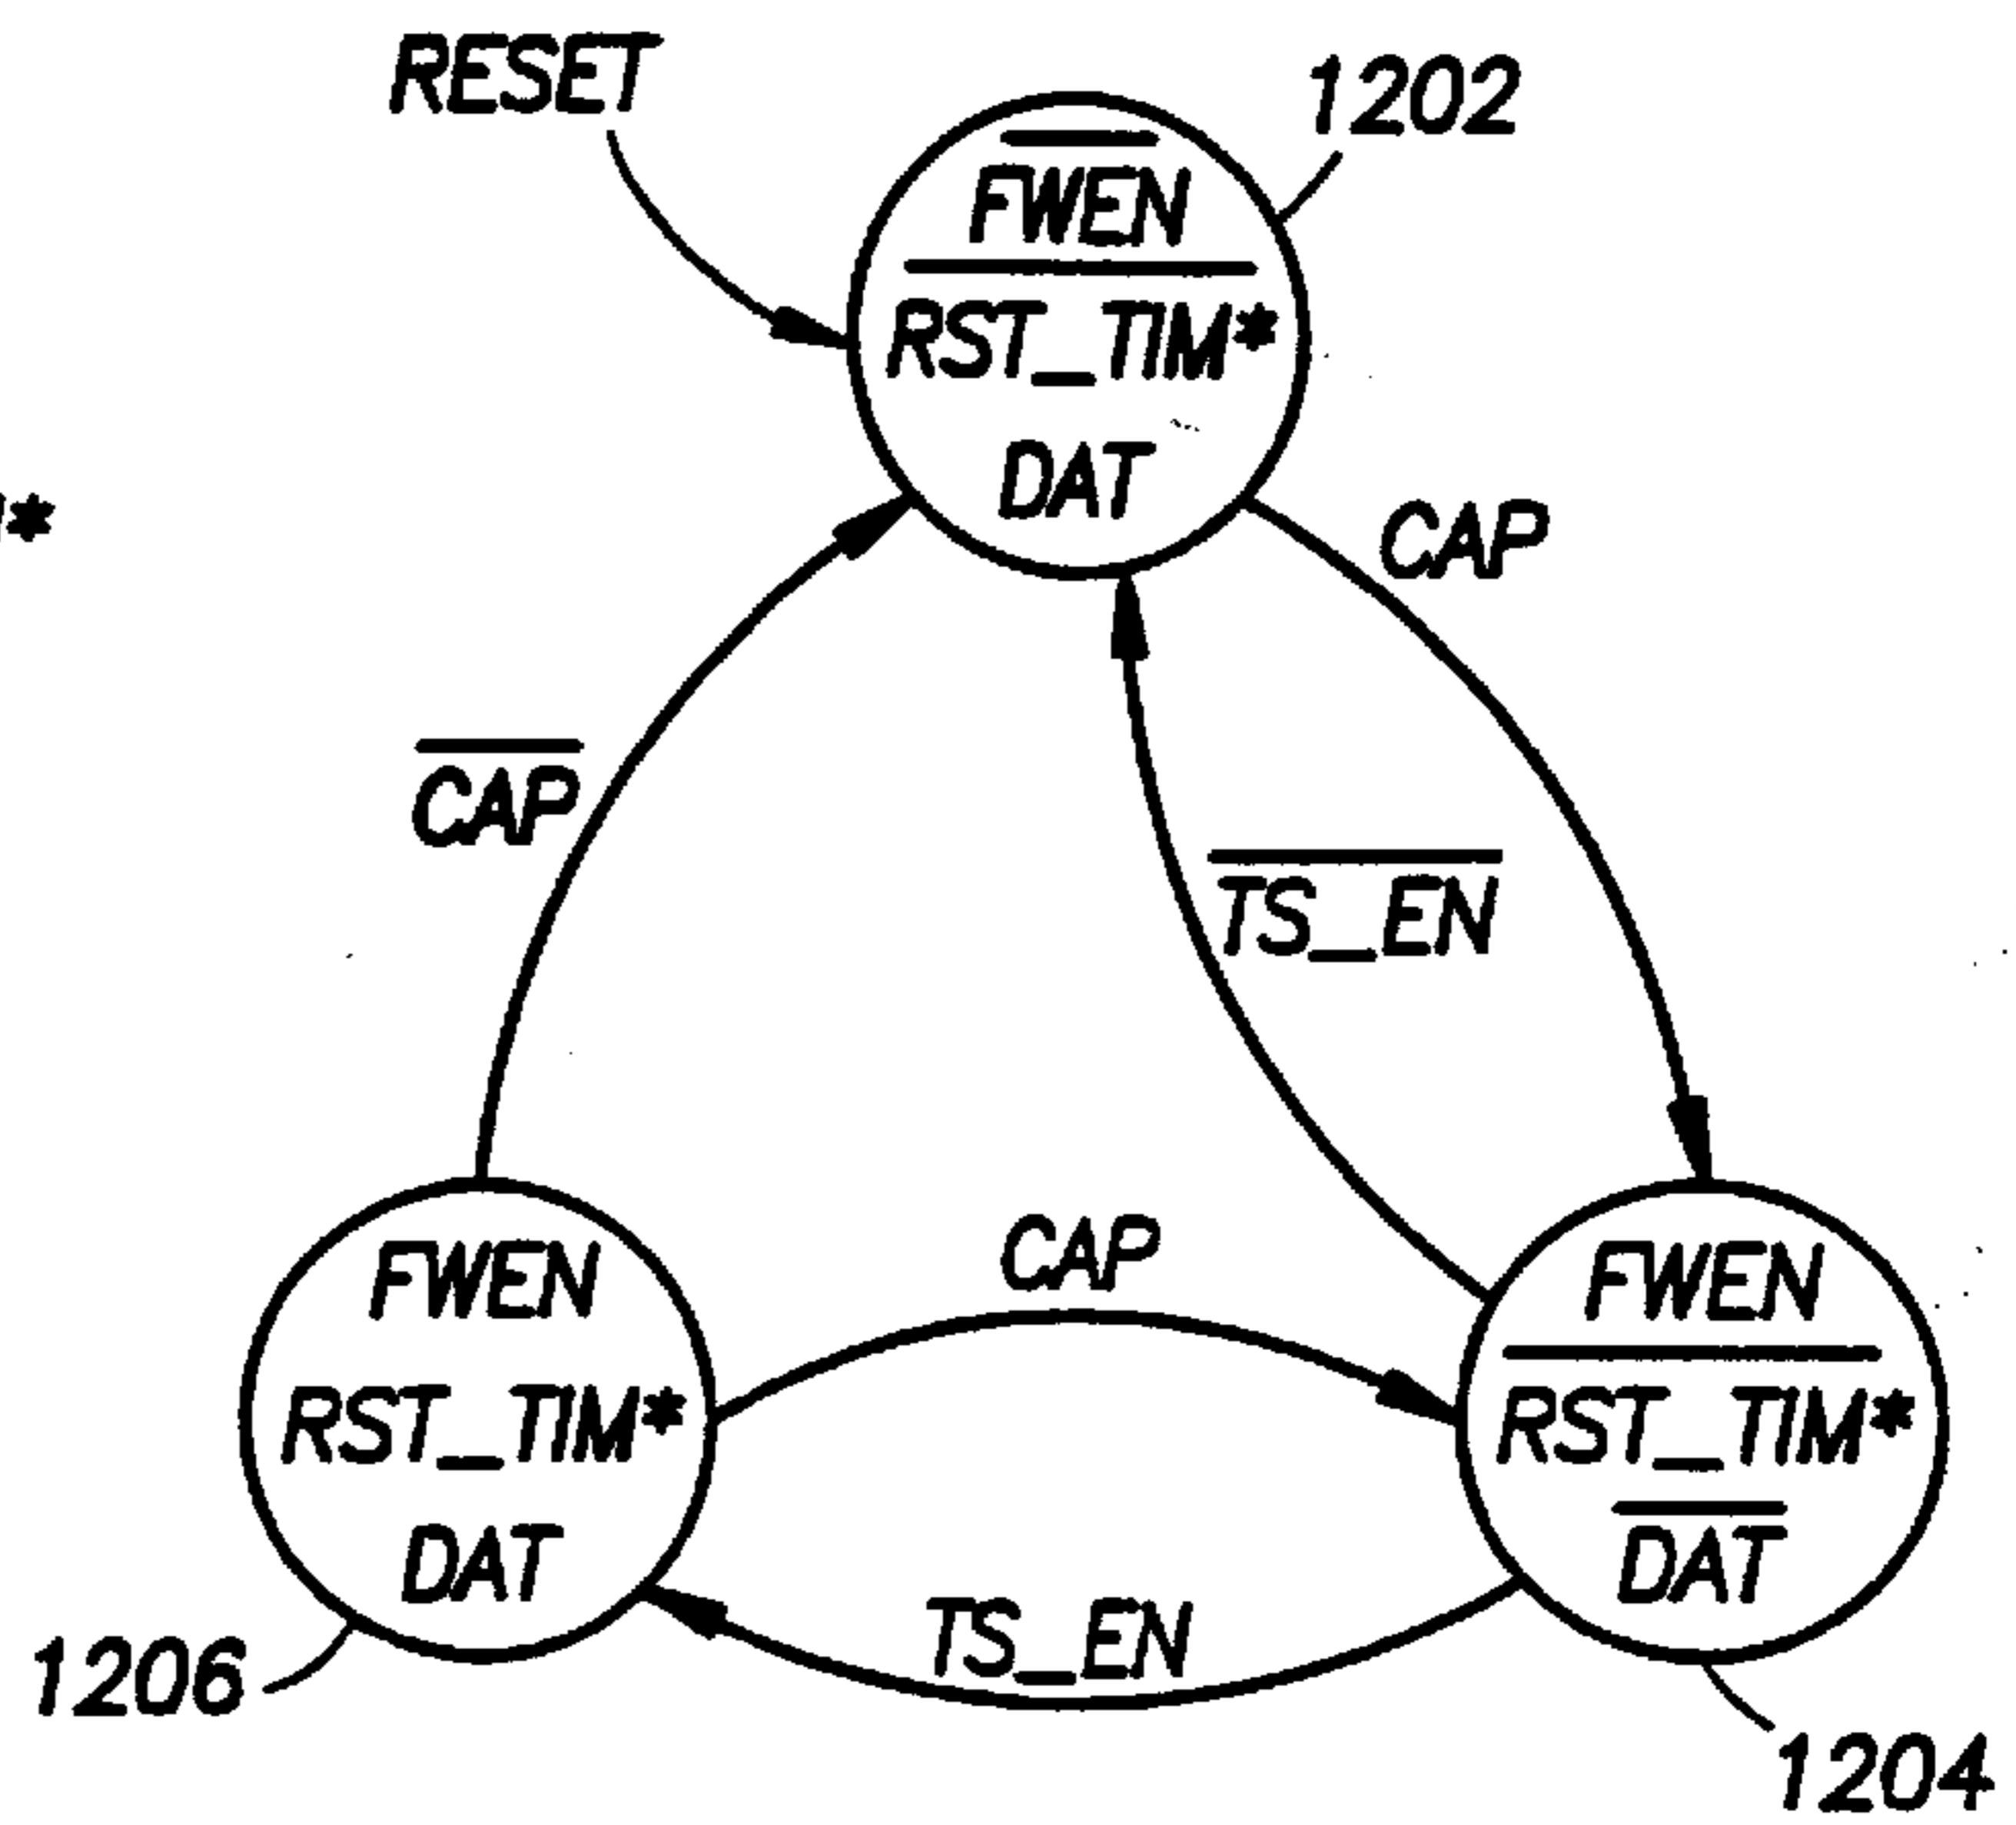 RESET
1202
FWEN
RST_TIM*
DAT
*
CAP
CAP
TS_EN
CAP
FWEN
RST_TIM*
DAT
FWEN
RST_TIM*
DAT
TS_EN
1206
1204